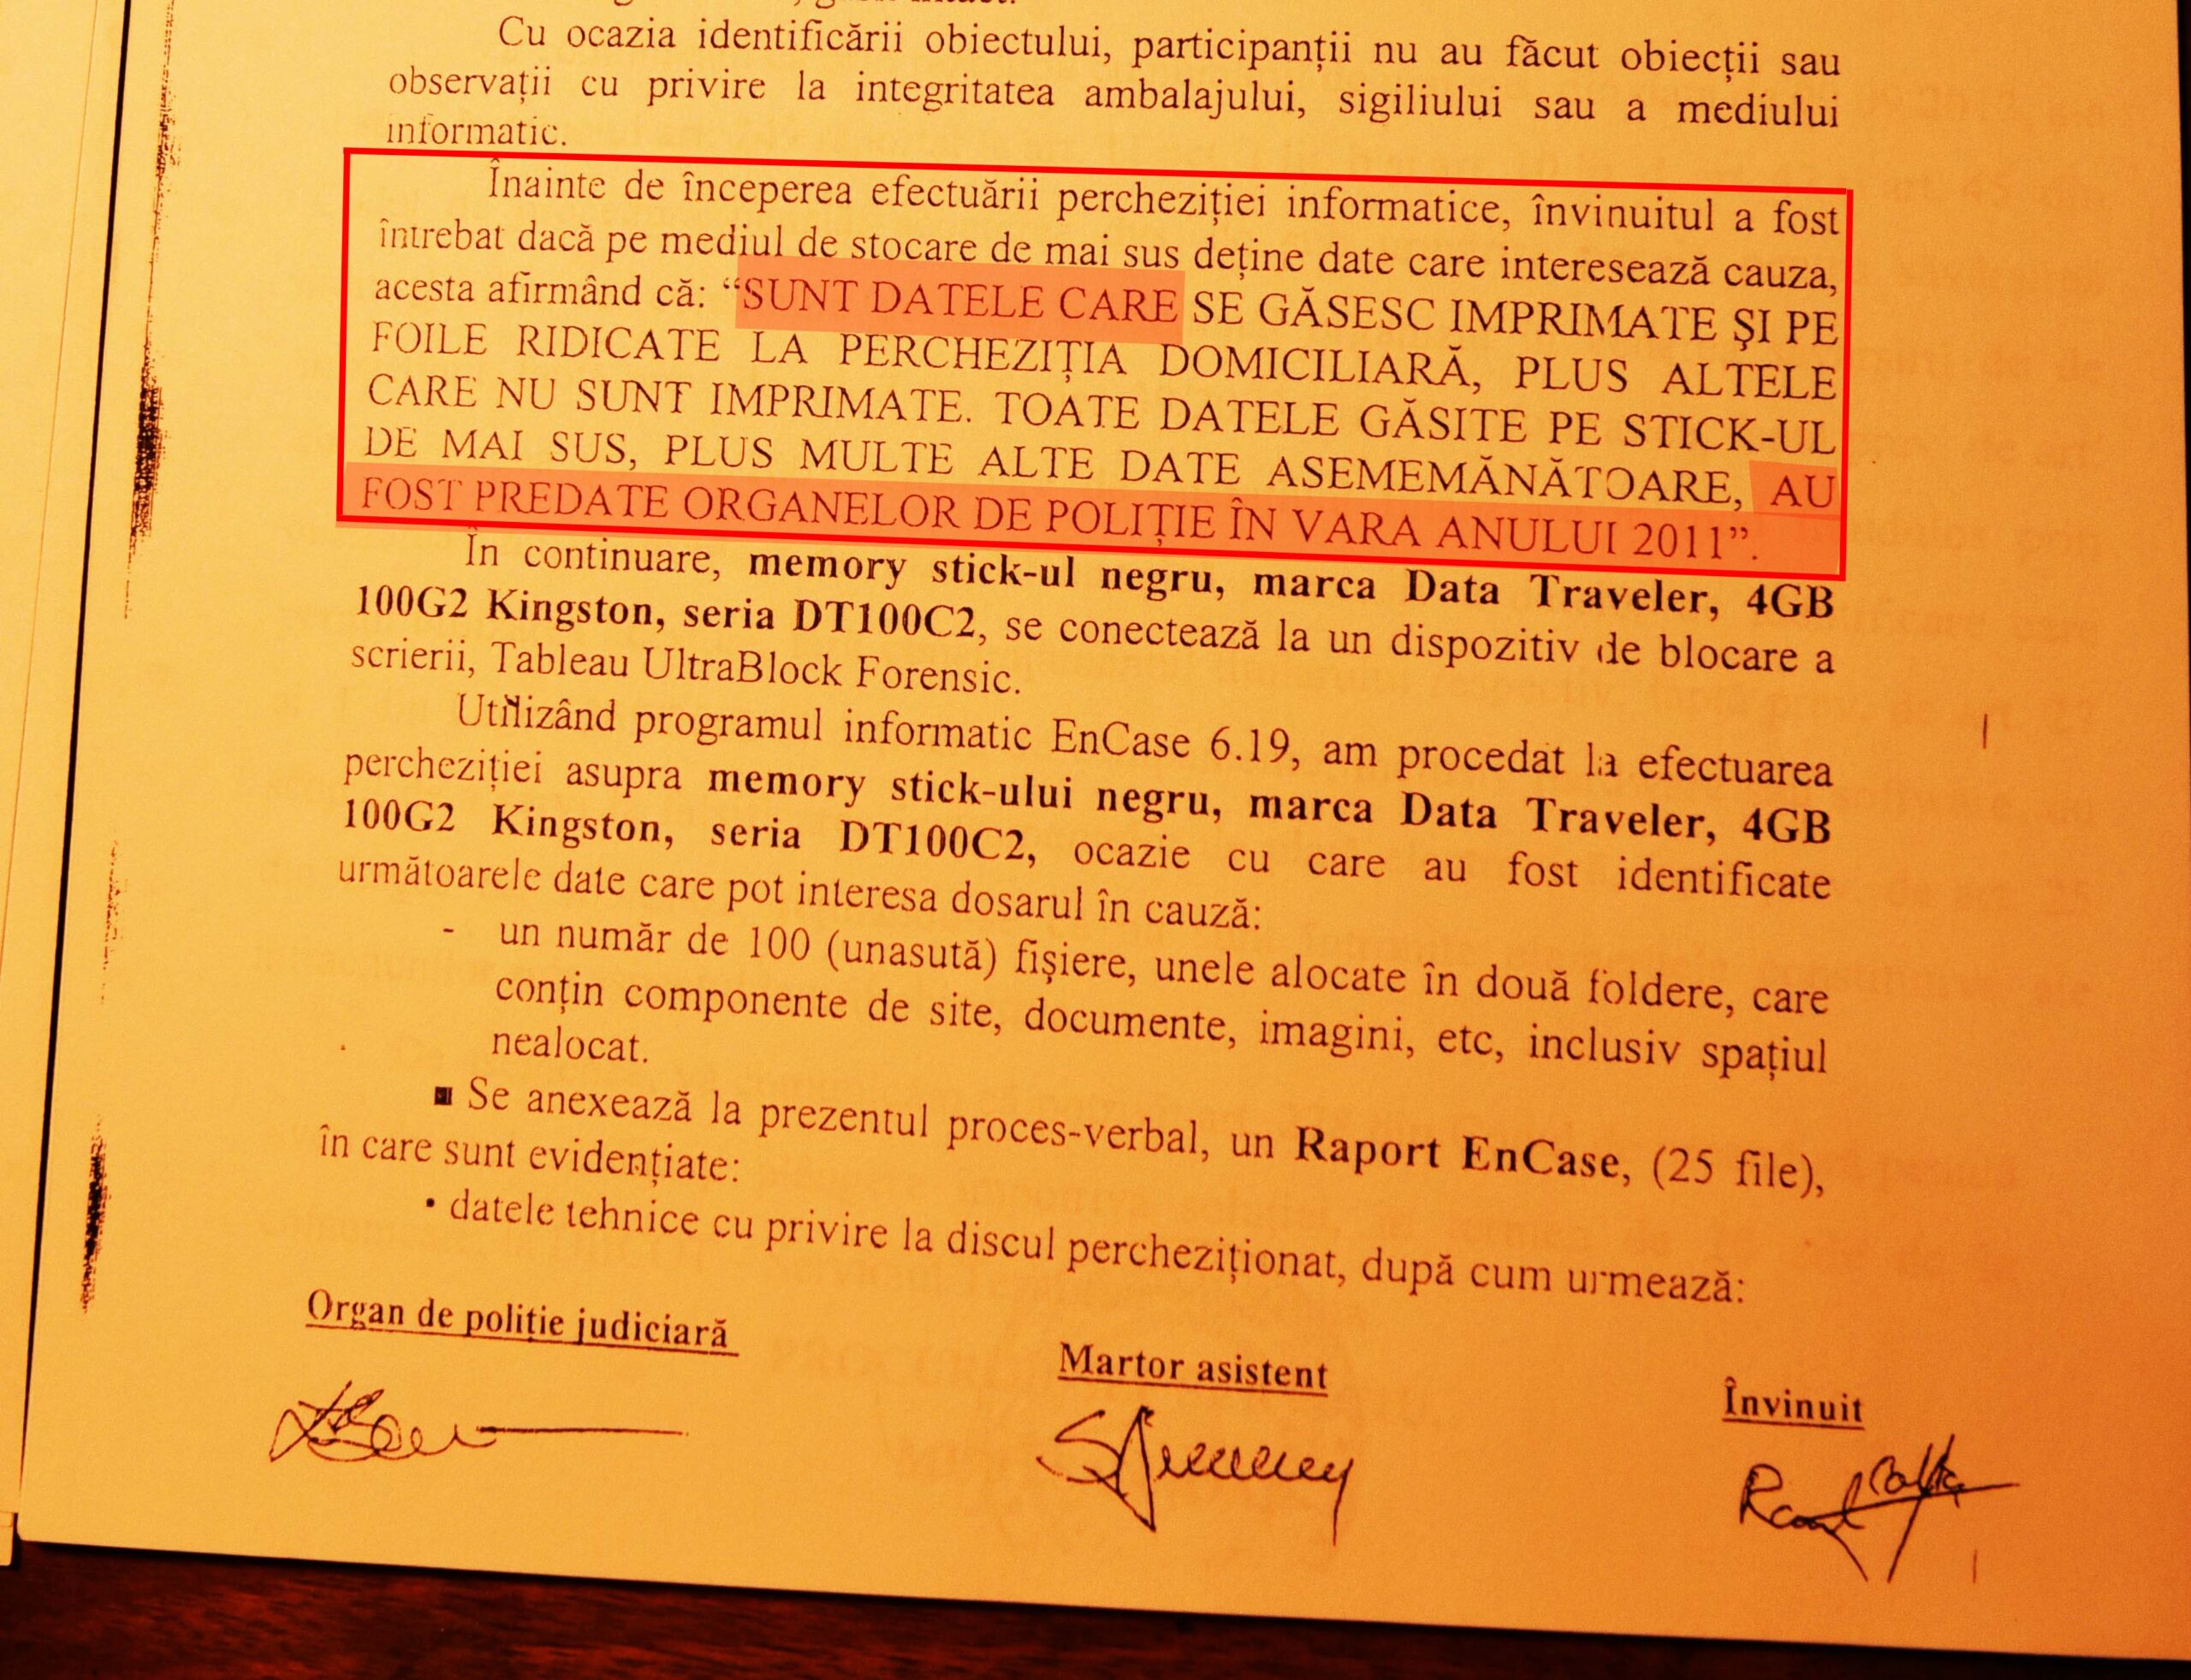 Cu ocazia identificării obiectului, participanții nu au făcut obiecții sau
observații cu privire la integritatea ambalajului, sigiliului sau a mediului
informatic.
Înainte de începerea efectuării percheziției informatice, învinuitul a fost
întrebat dacă pe mediul de stocare de mai sus deține date care interesează cauza,
acesta afirmând că: “SUNT DATELE CARE SE GĂSESC IMPRIMATE ŞI PE
FOILE RIDICATE LA PERCHEZIȚIA DOMICILIARĂ, PLUS ALTELE
CARE NU SUNT IMPRIMATE. TOATE DATELE GĂSITE PE STICK-UL
DE MAI SUS, PLUS MULTE ALTE DATE ASEMEMĂNĂTOARE, AU
FOST PREDATE ORGANELOR DE POLIȚIE ÎN VARA ANULUI 2011”.
În continuare, memory stick-ul negru, marca Data Traveler, 4GB
100G2 Kingston, seria DT100C2, se conectează la un dispozitiv de blocare a
scrierii, Tableau UltraBlock Forensic.
Utilizând programul informatic EnCase 6.19, am procedat la efectuarea
percheziției asupra memory stick-ului negru, marca Data Traveler, 4GB
100G2 Kingston, seria DT100C2, ocazie cu care au fost identificate
următoarele date care pot interesa dosarul în cauză:
- un număr de 100 (unasută) fişiere, unele alocate în două foldere, care
conțin componente de site, documente, imagini, etc, inclusiv spațiul
nealocat.
▪ Se anexează la prezentul proces-verbal, un Raport EnCase, (25 file),
în care sunt evidențiate:
• datele tehnice cu privire la discul percheziționat, după cum urmează:
Organ de poliție judiciară
Martor asistent
Învinuit